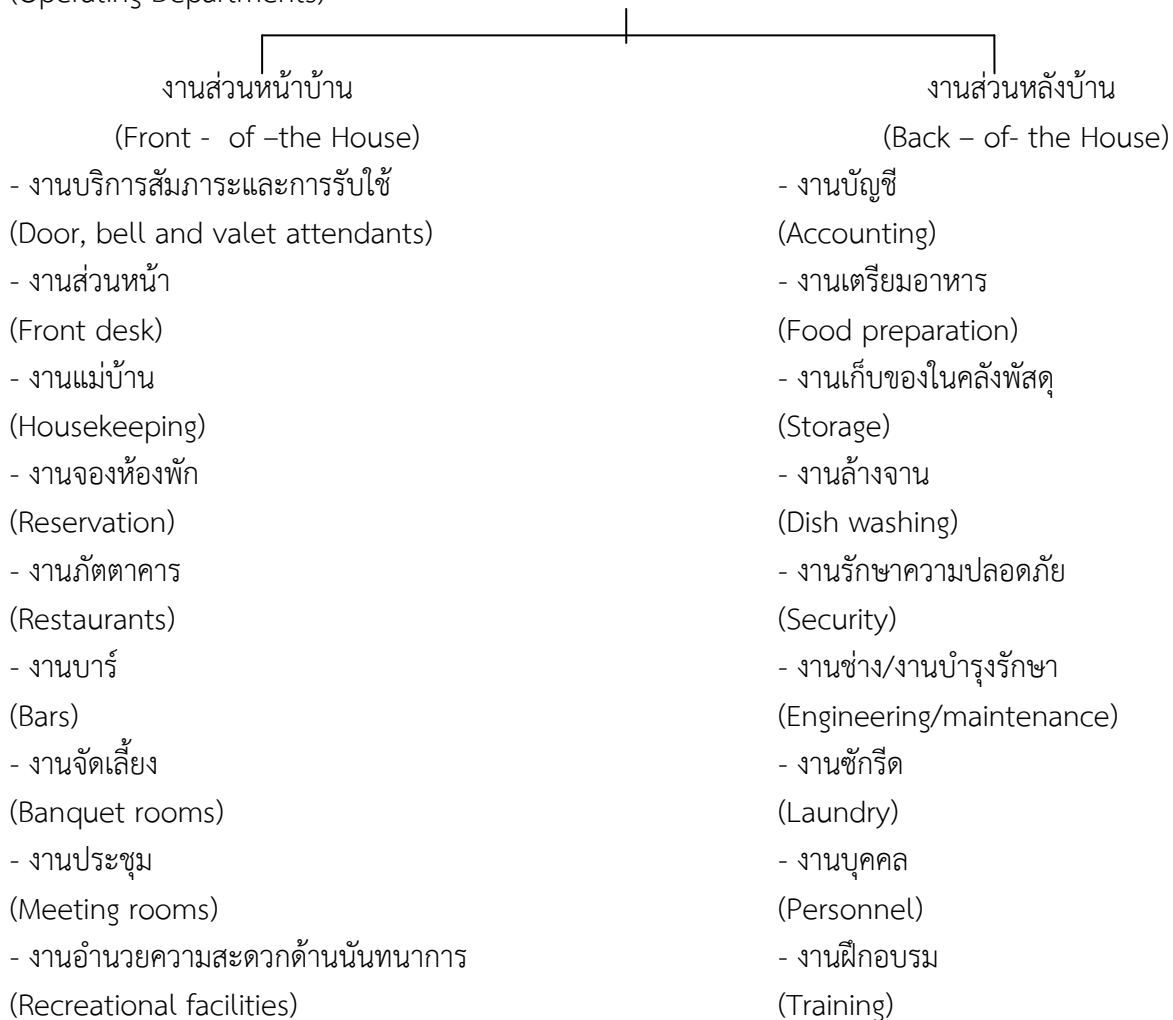 (Operating Departments)
งานส่วนหน้าบ้าน
(Front -  of –the House)
- งานบริการสัมภาระและการรับใช้
(Door, bell and valet attendants)
- งานส่วนหน้า
(Front desk)
- งานแม่บ้าน
(Housekeeping)
- งานจองห้องพัก
(Reservation)
- งานภัตตาคาร
(Restaurants)
- งานบาร์
(Bars)
- งานจัดเลี้ยง
(Banquet rooms)
- งานประชุม
(Meeting rooms)
- งานอำนวยความสะดวกด้านนันทนาการ
(Recreational facilities)
งานส่วนหลังบ้าน
(Back – of- the House)
- งานบัญชี
(Accounting)
- งานเตรียมอาหาร
(Food preparation)
- งานเก็บของในคลังพัสดุ
(Storage)
- งานล้างจาน
(Dish washing)
- งานรักษาความปลอดภัย
(Security)
- งานช่าง/งานบำรุงรักษา
(Engineering/maintenance)
- งานซักรีด
(Laundry)
- งานบุคคล
(Personnel)
- งานฝึกอบรม
(Training)